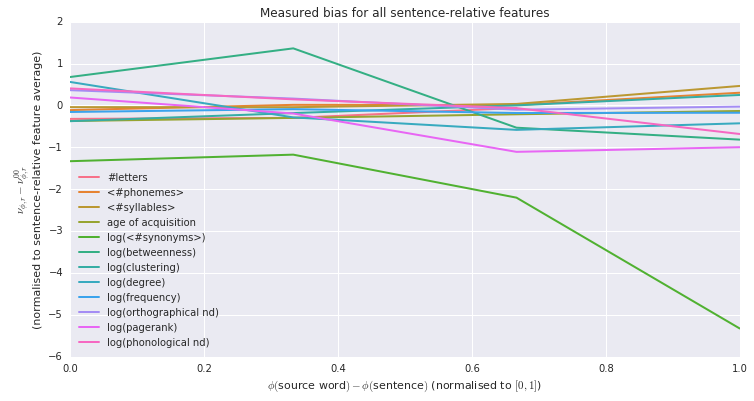 Measured bias for all sentence-relative features
2
1
0
−1
−2
−3
−4
−5
−6
ν_{ϕ,r} − ν_{ϕ,r}^{00}
(normalised to sentence-relative feature average)
#letters
<#phonemes>
<#syllables>
age of acquisition
log(<#synonyms>)
log(betweenness)
log(clustering)
log(degree)
log(frequency)
log(orthographical nd)
log(pagerank)
log(phonological nd)
0.0 0.2 0.4 0.6 0.8 1.0
ϕ(source word) − ϕ(sentence) (normalised to [0, 1])